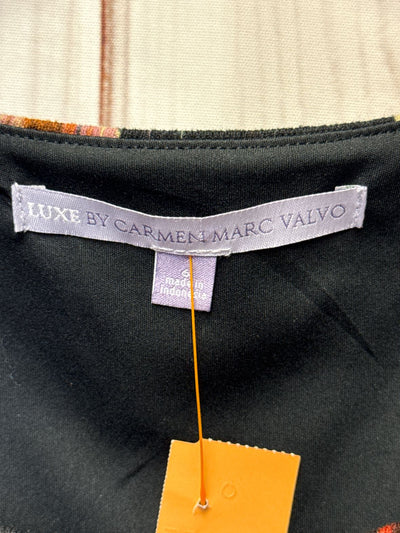 LUXE BY CARMEN MARC VALVO
6
made in
indonesia